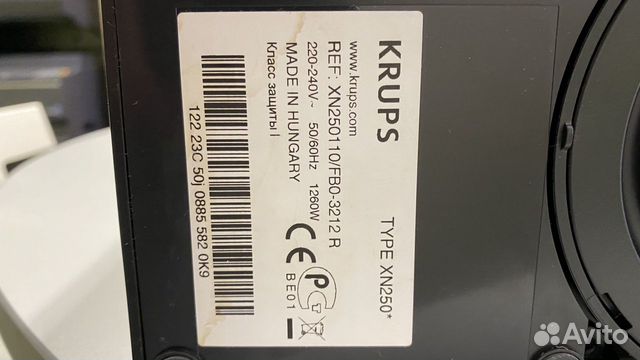 KRUPS TYPE XN250*
REF: XN250110/FB0-3212 R
www.krups.com
220-240V~ 50/60Hz 1260W
MADE IN HUNGARY
Класс защиты I
BE01
122 23C 50j 0885 582 0K9
Avito